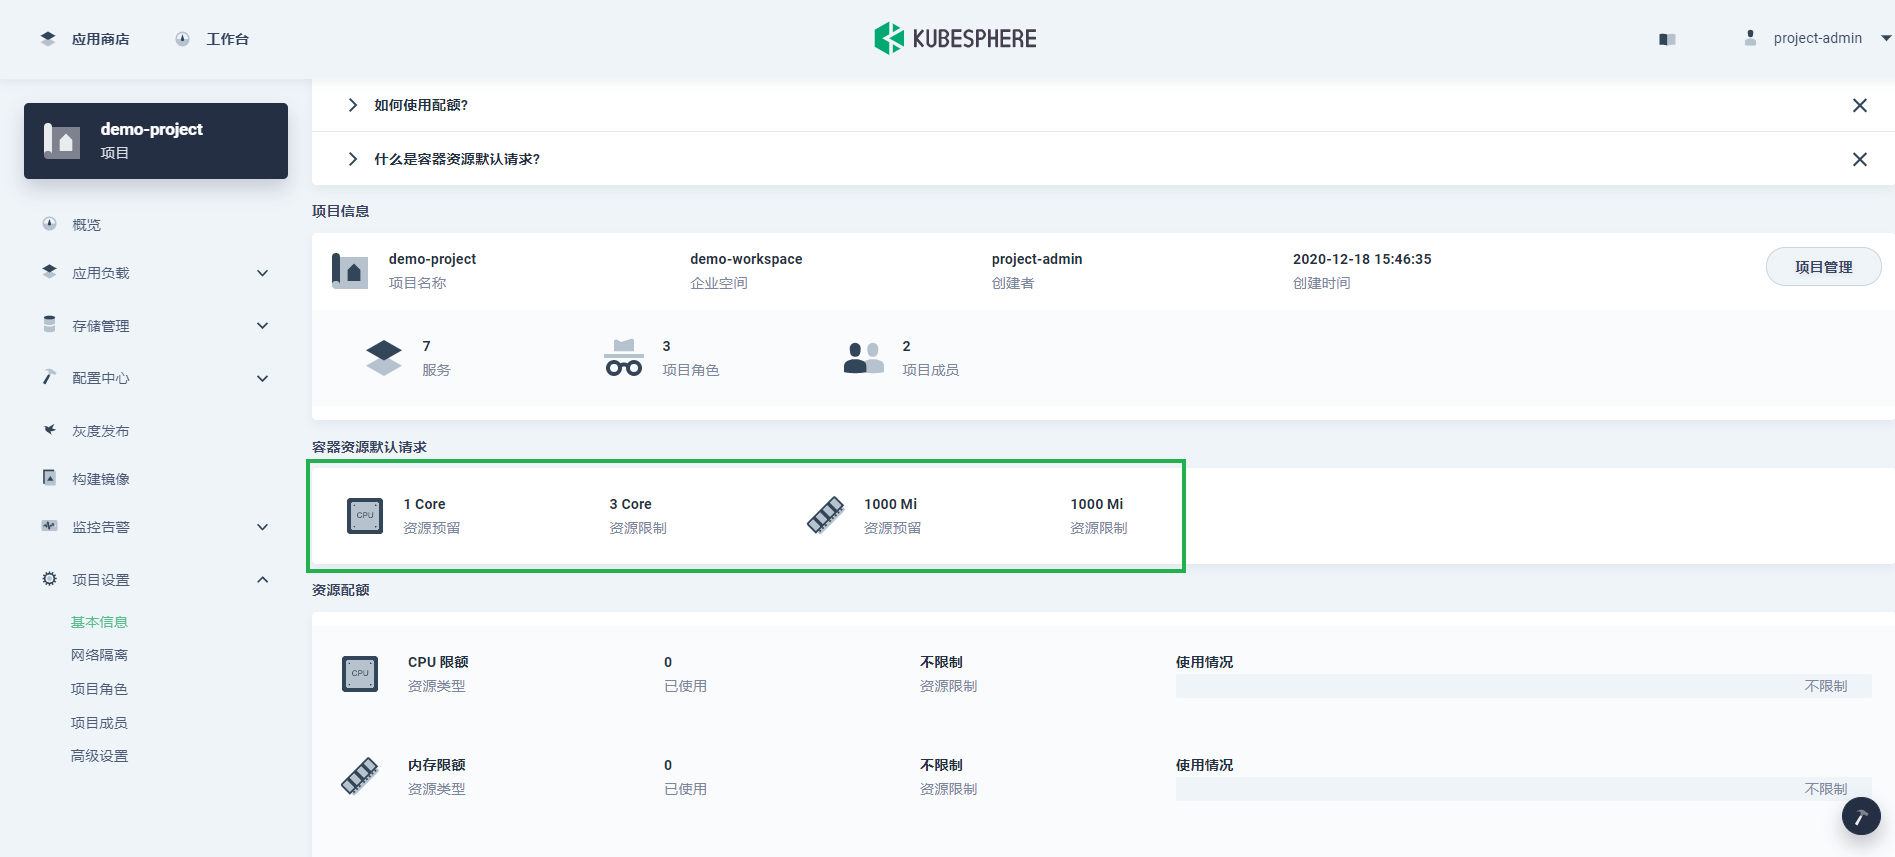 应用商店 工作台 KUBESPHERE project-admin
demo-project
项目
概览
应用负载
存储管理
配置中心
灰度发布
构建镜像
监控告警
项目设置
基本信息
网络隔离
项目角色
项目成员
高级设置
如何使用配额?
什么是容器资源默认请求?
项目信息
demo-project demo-workspace project-admin 2020-12-18 15:46:35 项目管理
项目名称 企业空间 创建者 创建时间
7 3 2
服务 项目角色 项目成员
容器资源默认请求
CPU 1 Core 3 Core 1000 Mi 1000 Mi
资源预留 资源限制 资源预留 资源限制
资源配额
CPU CPU 限额 0 不限制 使用情况
资源类型 已使用 资源限制 不限制
内存限额 0 不限制 使用情况
资源类型 已使用 资源限制 不限制